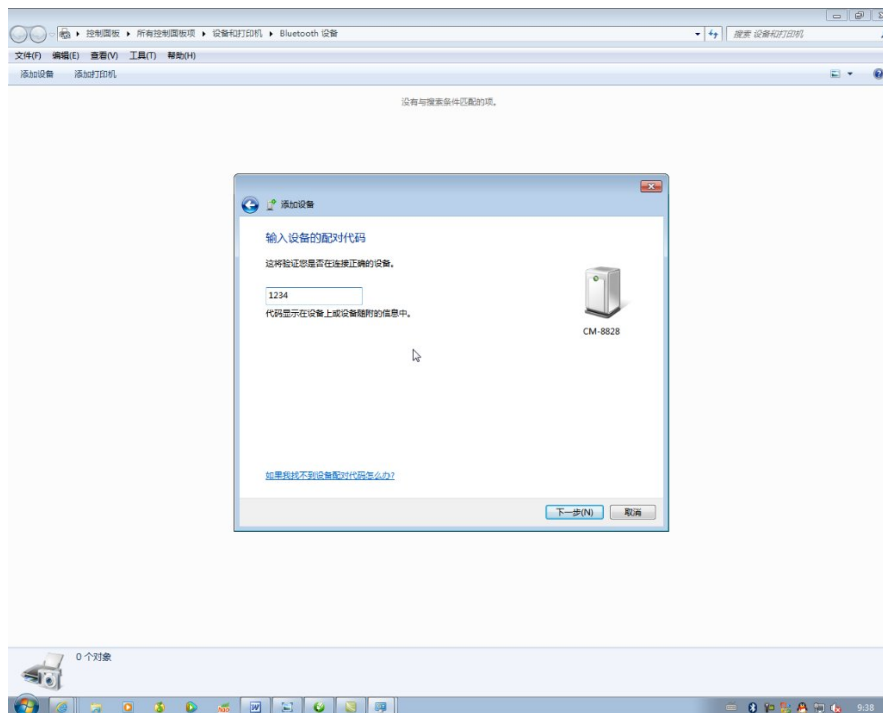 控制面板 ▸ 所有控制面板项 ▸ 设备和打印机 ▸ Bluetooth 设备
搜索 设备和打印机
文件(F) 编辑(E) 查看(V) 工具(T) 帮助(H)
添加设备 添加打印机
没有与搜索条件匹配的项。
添加设备
输入设备的配对代码
这将验证您是否在连接正确的设备。
1234
代码显示在设备上或设备随附的信息中。
CM-8828
如果我找不到设备配对代码怎么办?
下一步(N) 取消
0 个对象
9:38